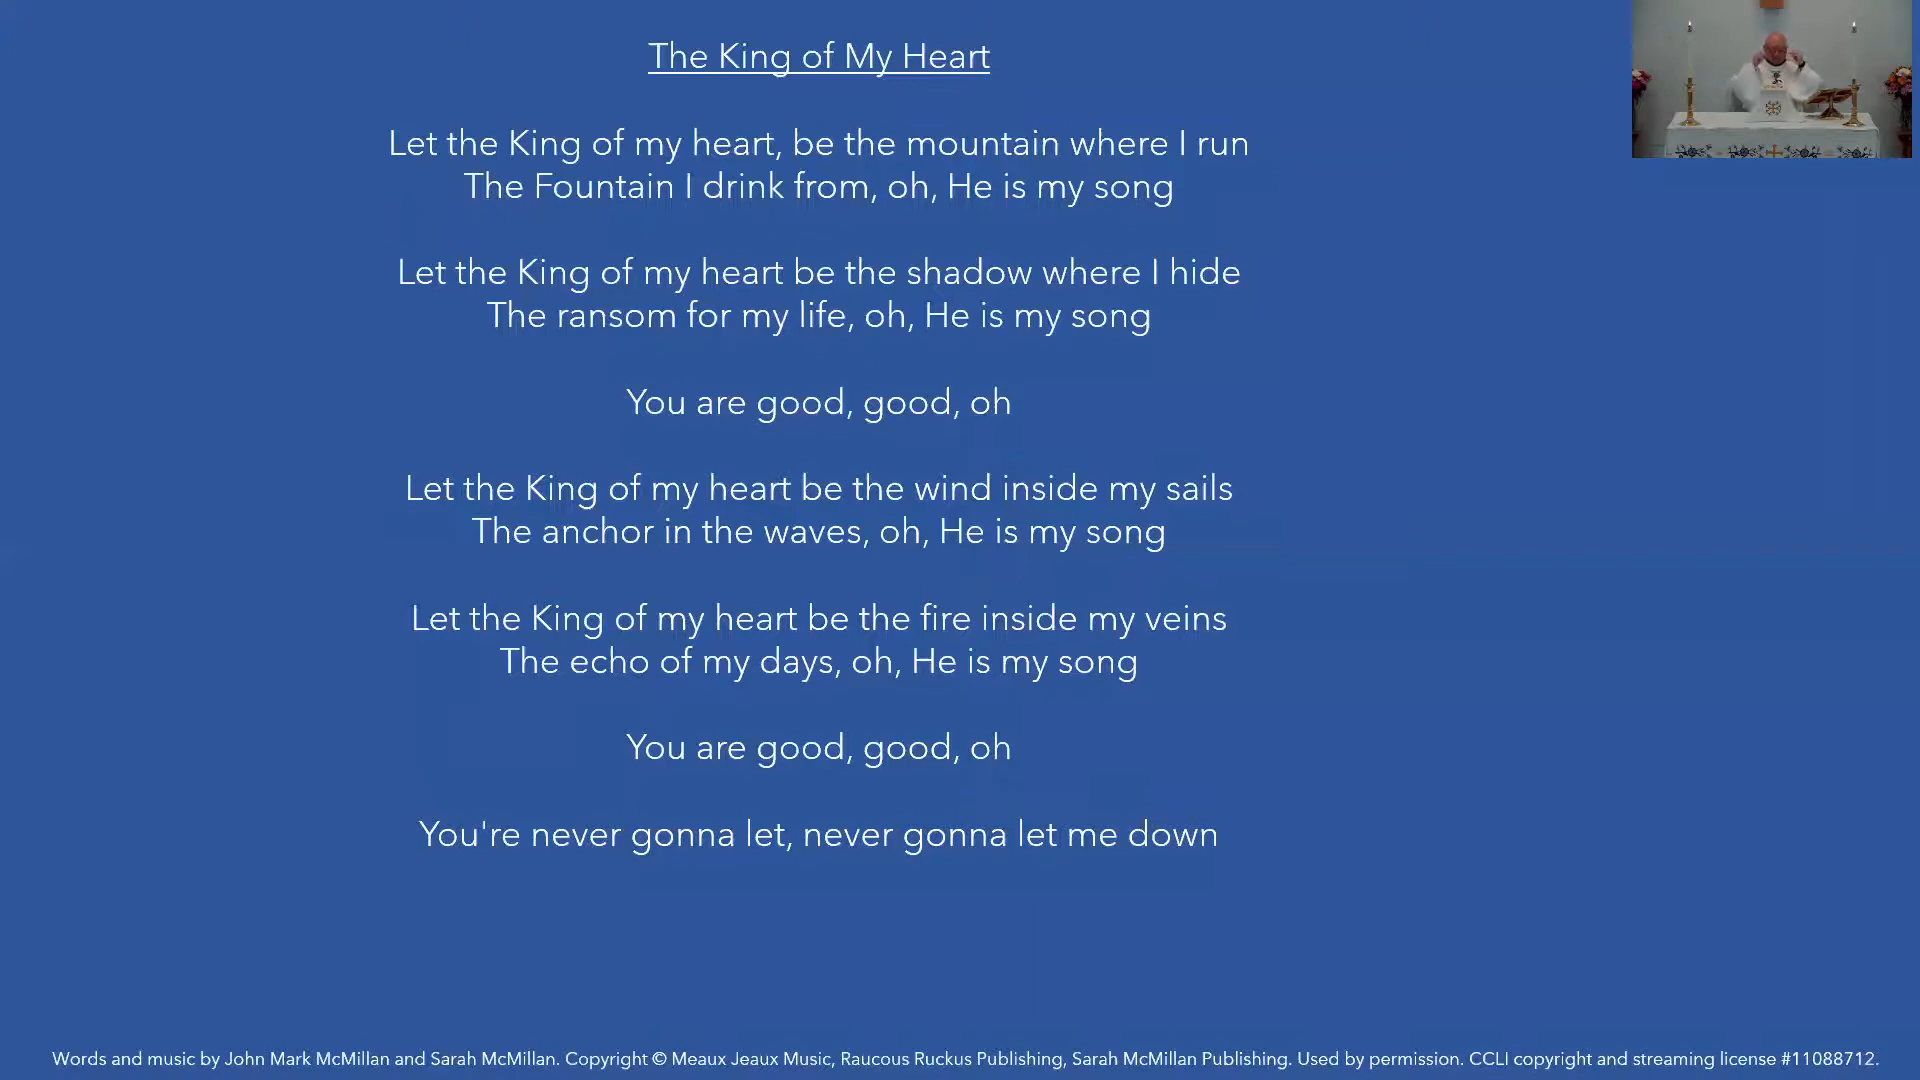 The King of My Heart
Let the King of my heart, be the mountain where I run
The Fountain I drink from, oh, He is my song
Let the King of my heart be the shadow where I hide
The ransom for my life, oh, He is my song
You are good, good, oh
Let the King of my heart be the wind inside my sails
The anchor in the waves, oh, He is my song
Let the King of my heart be the fire inside my veins
The echo of my days, oh, He is my song
You are good, good, oh
You're never gonna let, never gonna let me down
Words and music by John Mark McMillan and Sarah McMillan. Copyright © Meaux Jeaux Music, Raucous Ruckus Publishing, Sarah McMillan Publishing. Used by permission. CCLI copyright and streaming license #11088712.